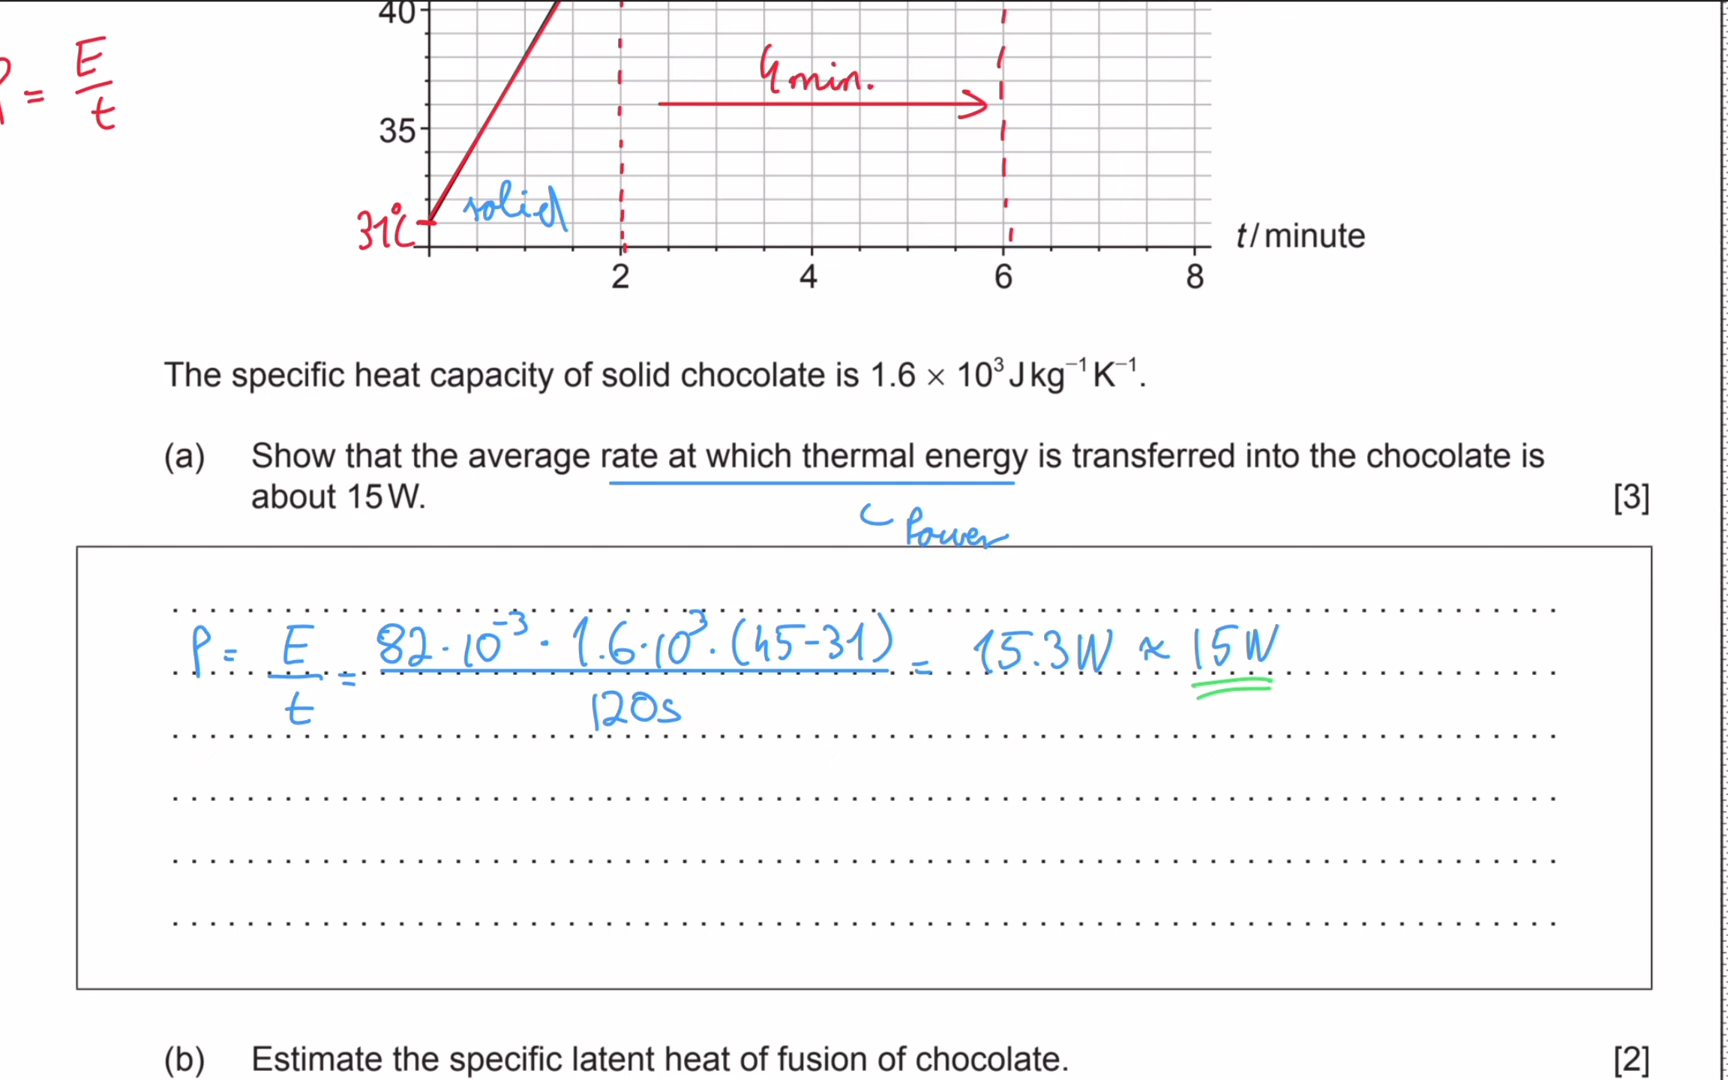 40
P = E/t
4 min.
35
solid
31°C
t / minute
2 4 6 8
The specific heat capacity of solid chocolate is 1.6 × 10³ J kg⁻¹ K⁻¹.
(a) Show that the average rate at which thermal energy is transferred into the chocolate is
about 15 W. [3]
Power
P = E/t = 82·10⁻³ · 1.6·10³ · (45-31) / 120s = 15.3W ≈ 15W
(b) Estimate the specific latent heat of fusion of chocolate. [2]